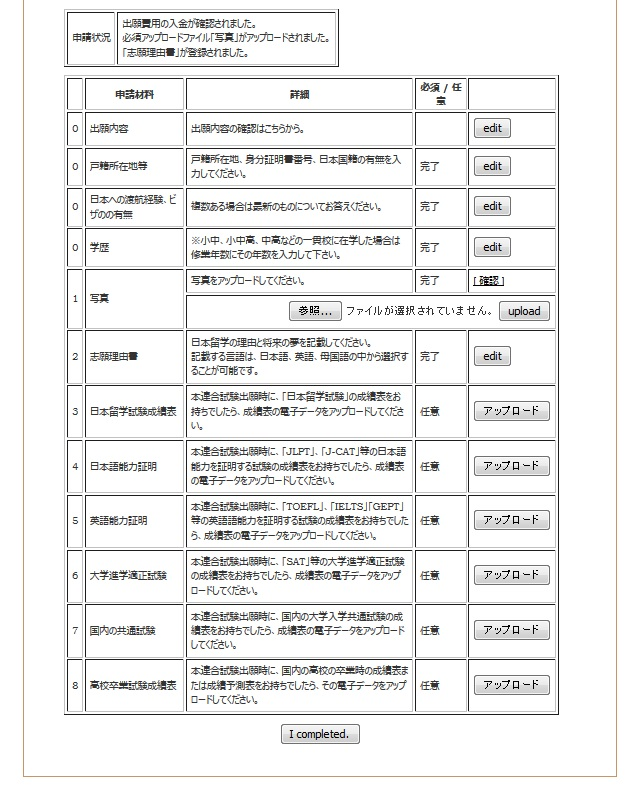 申請状況
出願費用の入金が確認されました。
必須アップロードファイル「写真」がアップロードされました。
「志願理由書」が登録されました。
申請材料 詳細 必須 / 任
意
0 出願内容 出願内容の確認はこちらから。 edit
0 戸籍所在地等 戸籍所在地、身分証明書番号、日本国籍の有無を入
力してください。 完了 edit
0 日本への渡航経験、ビ
ザのの有無 複数ある場合は最新のものについてお答えください。 完了 edit
0 学歴 ※小中、小中高、中高などの一貫校に在学した場合は
修業年数にその年数を入力して下さい。 完了 edit
1 写真 写真をアップロードしてください。 完了 [ 確認 ]
参照... ファイルが選択されていません。 upload
2 志願理由書 日本留学の理由と将来の夢を記載してください。
記載する言語は、日本語、英語、母国語の中から選択す
ることが可能です。 完了 edit
3 日本留学試験成績表 本連合試験出願時に、「日本留学試験」の成績表をお
持ちでしたら、成績表の電子データをアップロードしてくださ
い。 任意 アップロード
4 日本語能力証明 本連合試験出願時に、「JLPT」、「J-CAT」等の日本語
能力を証明する試験の成績表をお持ちでしたら、成績表
の電子データをアップロードしてください。 任意 アップロード
5 英語能力証明 本連合試験出願時に、「TOEFL」、「IELTS」「GEPT」
等の英語語能力を証明する試験の成績表をお持ちでした
ら、成績表の電子データをアップロードしてください。 任意 アップロード
6 大学進学適正試験 本連合試験出願時に、「SAT」等の大学進学適正試験
の成績表をお持ちでしたら、成績表の電子データをアップ
ロードしてください。 任意 アップロード
7 国内の共通試験 本連合試験出願時に、国内の大学入学共通試験の成
績表をお持ちでしたら、成績表の電子データをアップロード
してください。 任意 アップロード
8 高校卒業試験成績表 本連合試験出願時に、国内の高校の卒業時の成績表ま
たは成績予測表をお持ちでしたら、その電子データをアップ
ロードしてください。 任意 アップロード
I completed.